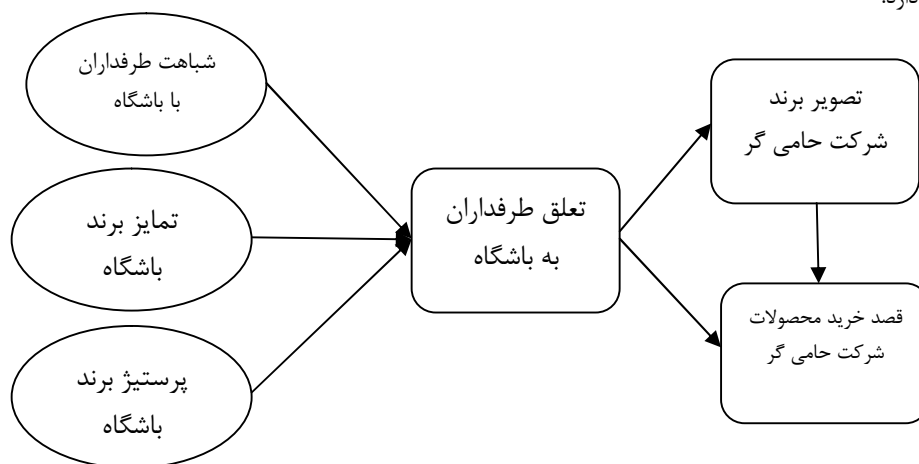 دارد.
شباهت طرفداران
با باشگاه
تمایز برند
باشگاه
پرستیژ برند
باشگاه
تعلق طرفداران
به باشگاه
تصویر برند
شرکت حامی گر
قصد خرید محصولات
شرکت حامی گر